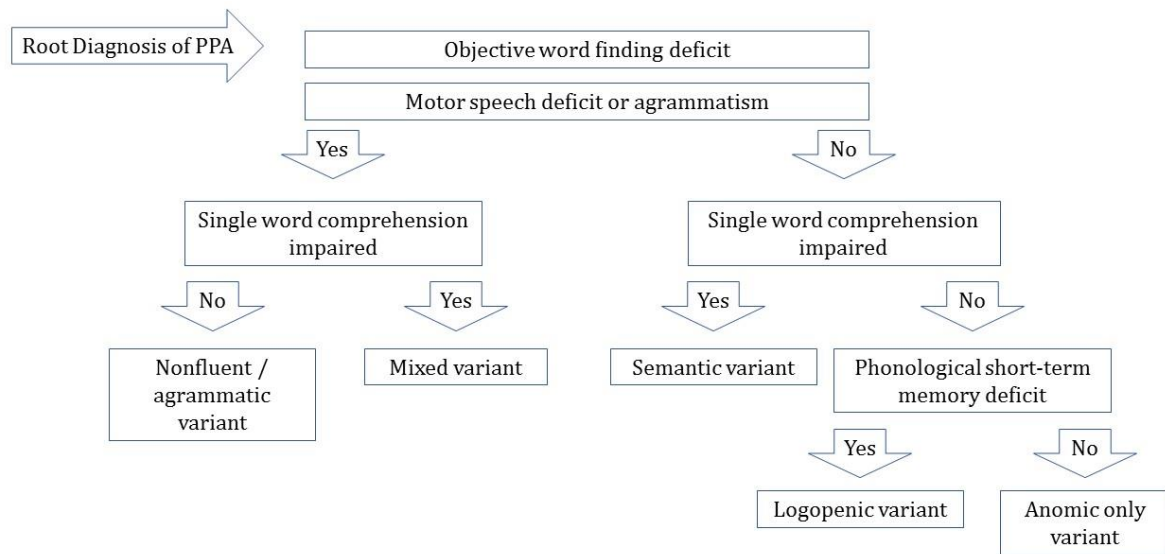 Root Diagnosis of PPA
Objective word finding deficit
Motor speech deficit or agrammatism
Yes
No
Single word comprehension
impaired
Single word comprehension
impaired
No
Yes
Yes
No
Nonfluent /
agrammatic
variant
Mixed variant
Semantic variant
Phonological short-term
memory deficit
Yes
No
Logopenic variant
Anomic only
variant